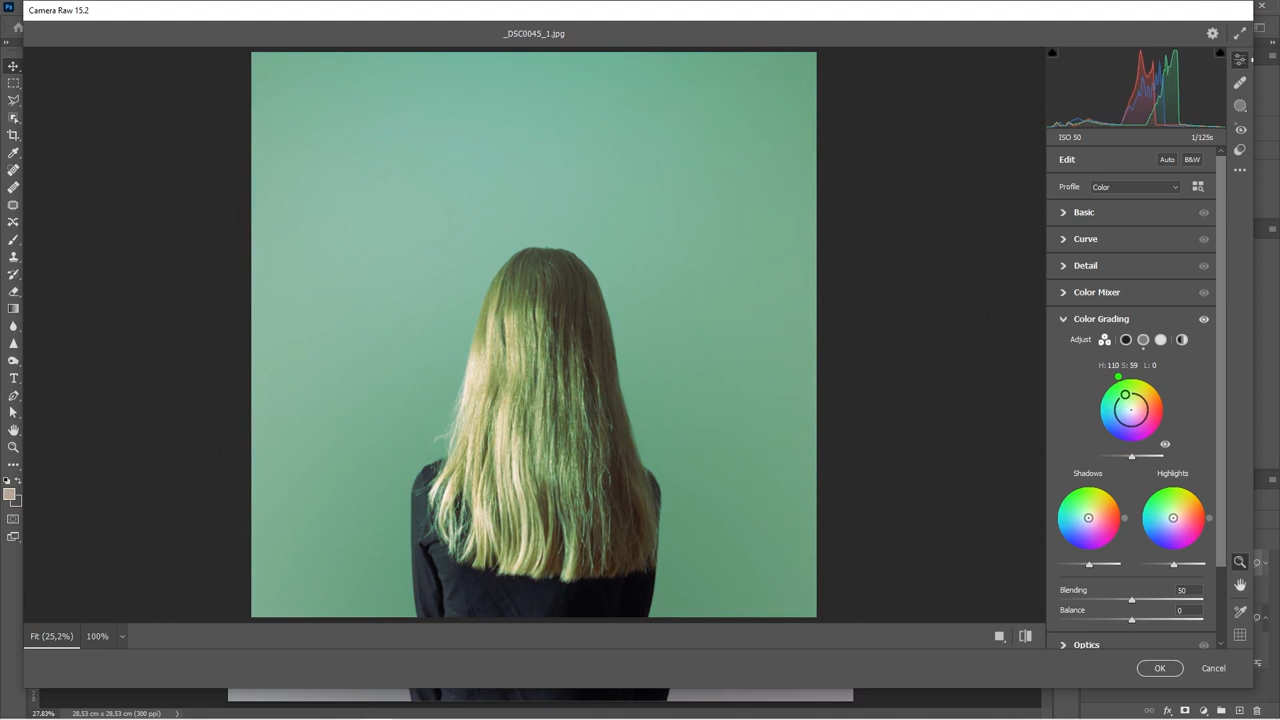 Camera Raw 15.2
Ps
_DSC0045_1.jpg
ISO 50 1/125s
Edit Auto B&W
Profile Color
Basic
Curve
Detail
Color Mixer
Color Grading
Adjust
H: 110 S: 59 L: 0
Shadows Highlights
Blending 50
Balance 0
Optics
Fit (25,2%) 100%
OK Cancel
27,83% 28,53 cm x 28,53 cm (300 ppi)